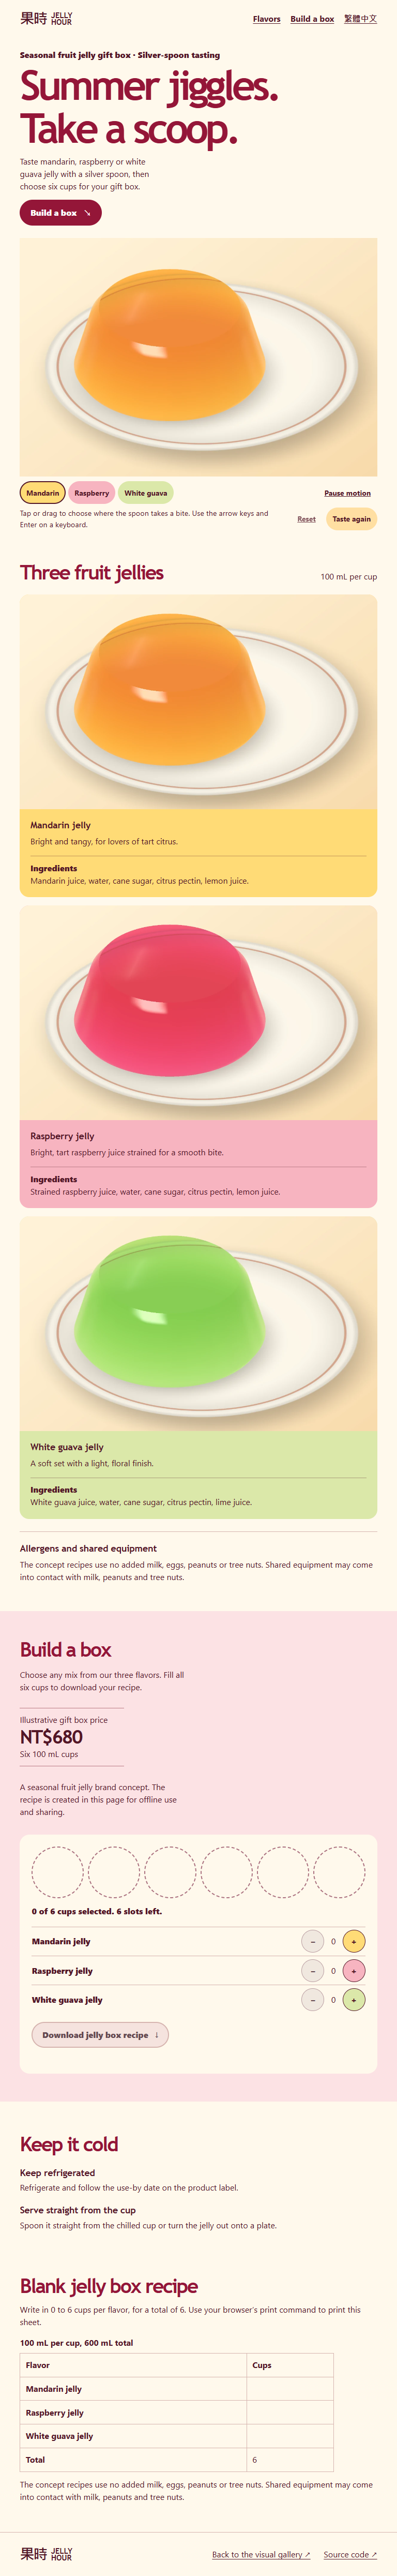 果時 JELLY HOUR
Flavors Build a box 繁體中文
Seasonal fruit jelly gift box · Silver-spoon tasting
Summer jiggles.
Take a scoop.
Taste mandarin, raspberry or white
guava jelly with a silver spoon, then
choose six cups for your gift box.
Build a box ↘
Mandarin Raspberry White guava Pause motion
Tap or drag to choose where the spoon takes a bite. Use the arrow keys and
Enter on a keyboard.
Reset Taste again
Three fruit jellies 100 mL per cup
Mandarin jelly
Bright and tangy, for lovers of tart citrus.
Ingredients
Mandarin juice, water, cane sugar, citrus pectin, lemon juice.
Raspberry jelly
Bright, tart raspberry juice strained for a smooth bite.
Ingredients
Strained raspberry juice, water, cane sugar, citrus pectin, lemon juice.
White guava jelly
A soft set with a light, floral finish.
Ingredients
White guava juice, water, cane sugar, citrus pectin, lime juice.
Allergens and shared equipment
The concept recipes use no added milk, eggs, peanuts or tree nuts. Shared equipment may come
into contact with milk, peanuts and tree nuts.
Build a box
Choose any mix from our three flavors. Fill all
six cups to download your recipe.
Illustrative gift box price
NT$680
Six 100 mL cups
A seasonal fruit jelly brand concept. The
recipe is created in this page for offline use
and sharing.
0 of 6 cups selected. 6 slots left.
Mandarin jelly − 0 +
Raspberry jelly − 0 +
White guava jelly − 0 +
Download jelly box recipe ↓
Keep it cold
Keep refrigerated
Refrigerate and follow the use-by date on the product label.
Serve straight from the cup
Spoon it straight from the chilled cup or turn the jelly out onto a plate.
Blank jelly box recipe
Write in 0 to 6 cups per flavor, for a total of 6. Use your browser's print command to print this
sheet.
100 mL per cup, 600 mL total
Flavor Cups
Mandarin jelly
Raspberry jelly
White guava jelly
Total 6
The concept recipes use no added milk, eggs, peanuts or tree nuts. Shared equipment may come
into contact with milk, peanuts and tree nuts.
果時 JELLY HOUR
Back to the visual gallery ↗ Source code ↗